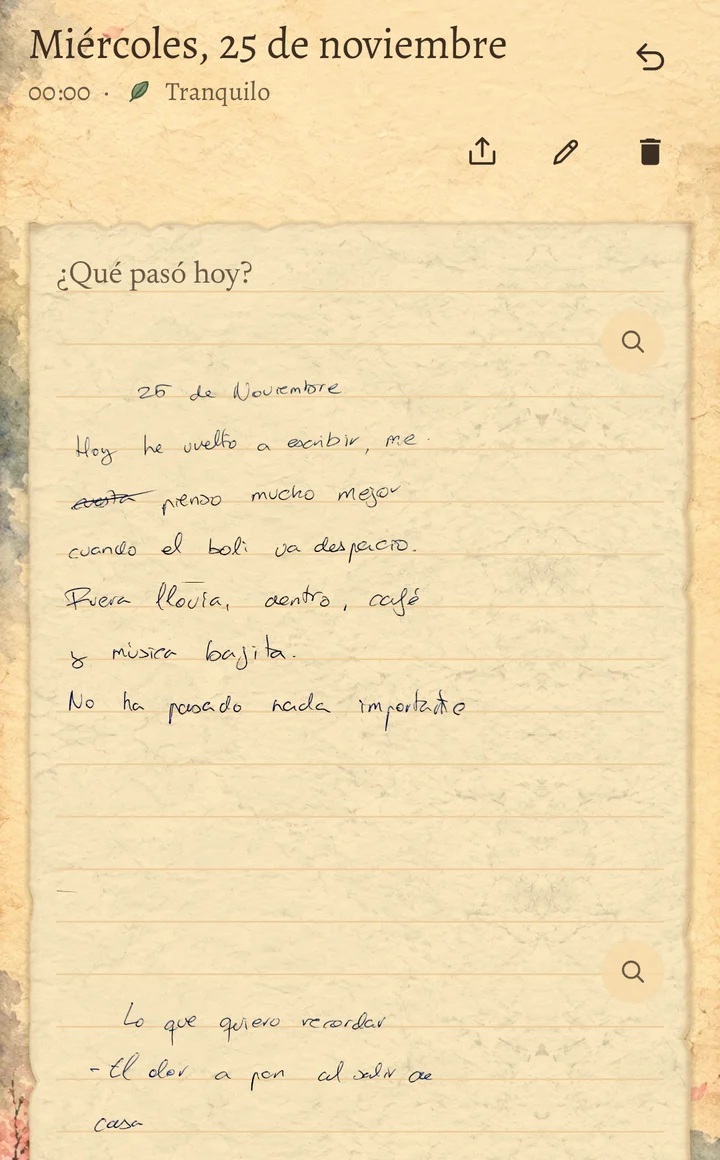 Miércoles, 25 de noviembre
00:00 · Tranquilo
¿Qué pasó hoy?
25 de Noviembre
Hoy he vuelto a escribir, me
cuesta pienso mucho mejor
cuando el boli va despacio.
Fuera llovía, dentro, café
y música bajita.
No ha pasado nada importante
Lo que quiero recordar
- El olor a pan al salir de
casa